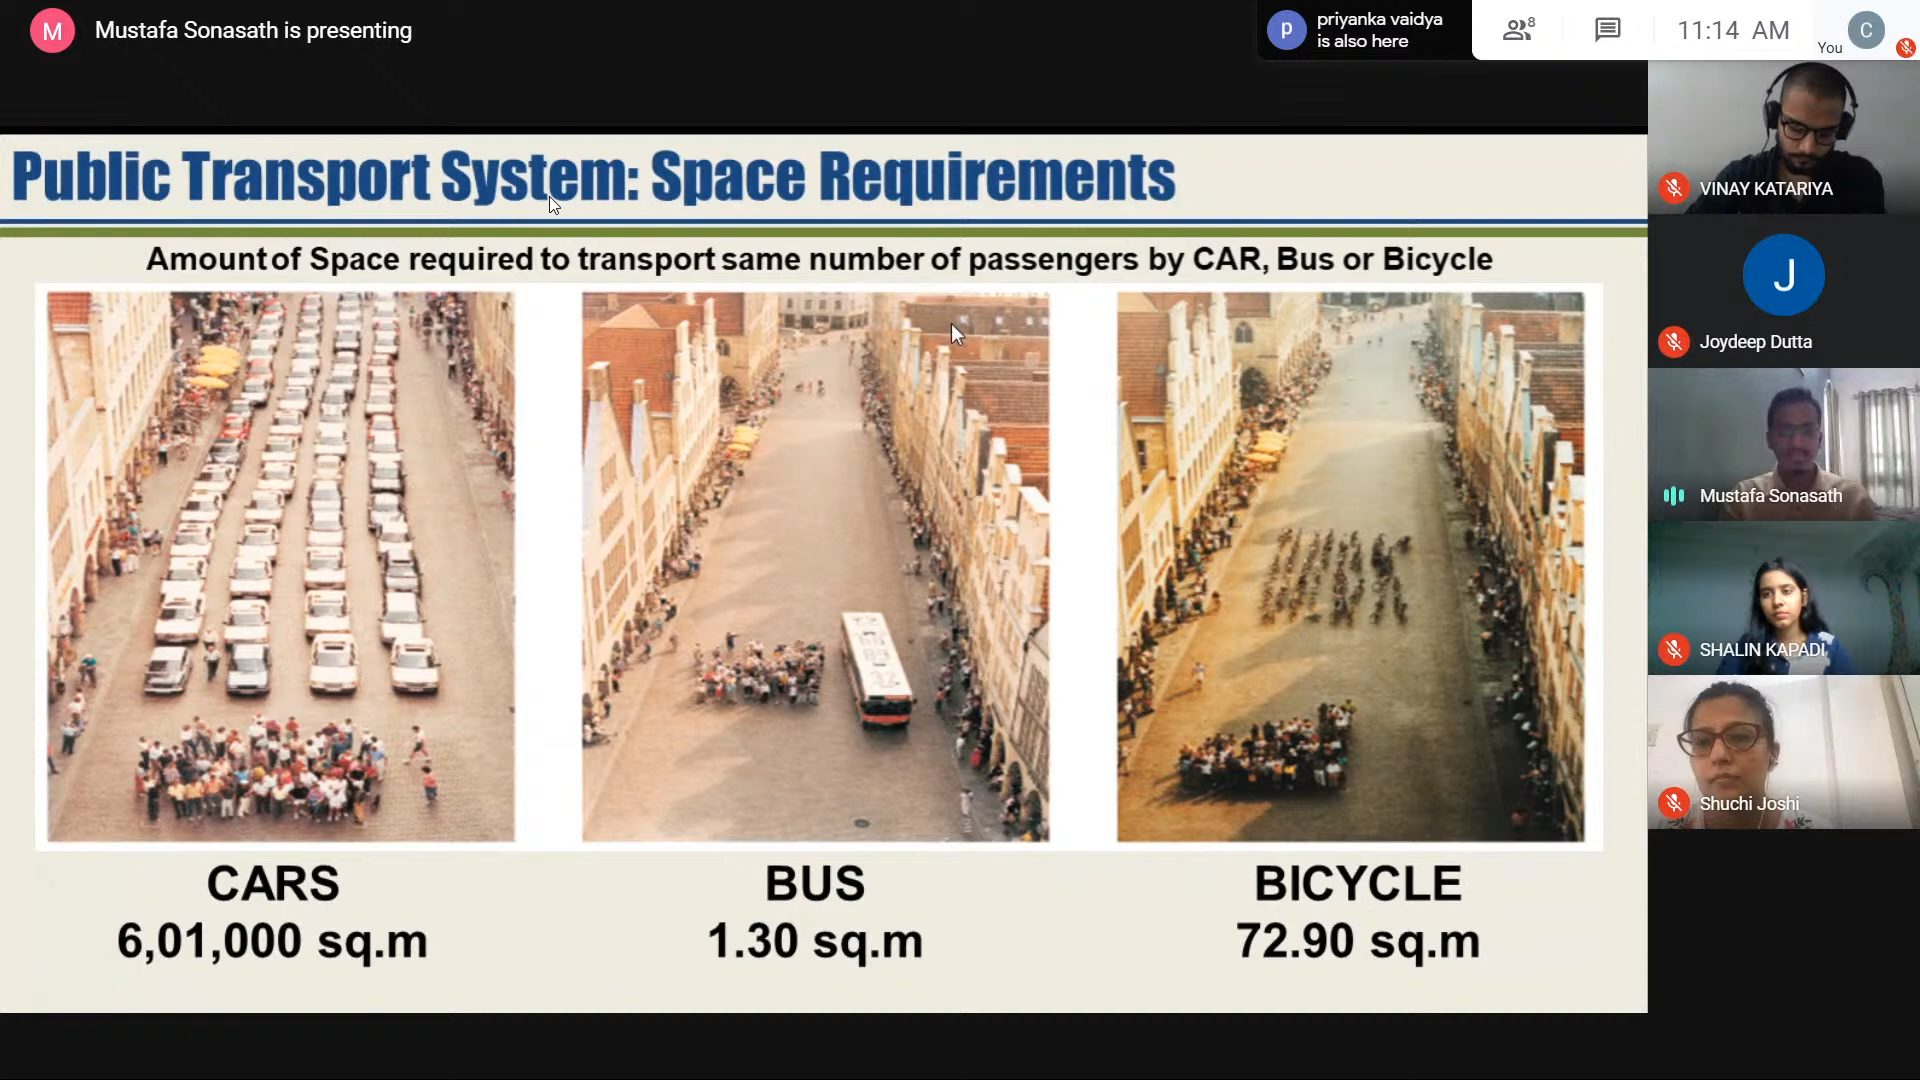 M
Mustafa Sonasath is presenting
p
priyanka vaidya
is also here
8
11:14 AM
You
C
Public Transport System: Space Requirements
Amount of Space required to transport same number of passengers by CAR, Bus or Bicycle
CARS
6,01,000 sq.m
BUS
1.30 sq.m
BICYCLE
72.90 sq.m
VINAY KATARIYA
J
Joydeep Dutta
Mustafa Sonasath
SHALIN KAPADI
Shuchi Joshi